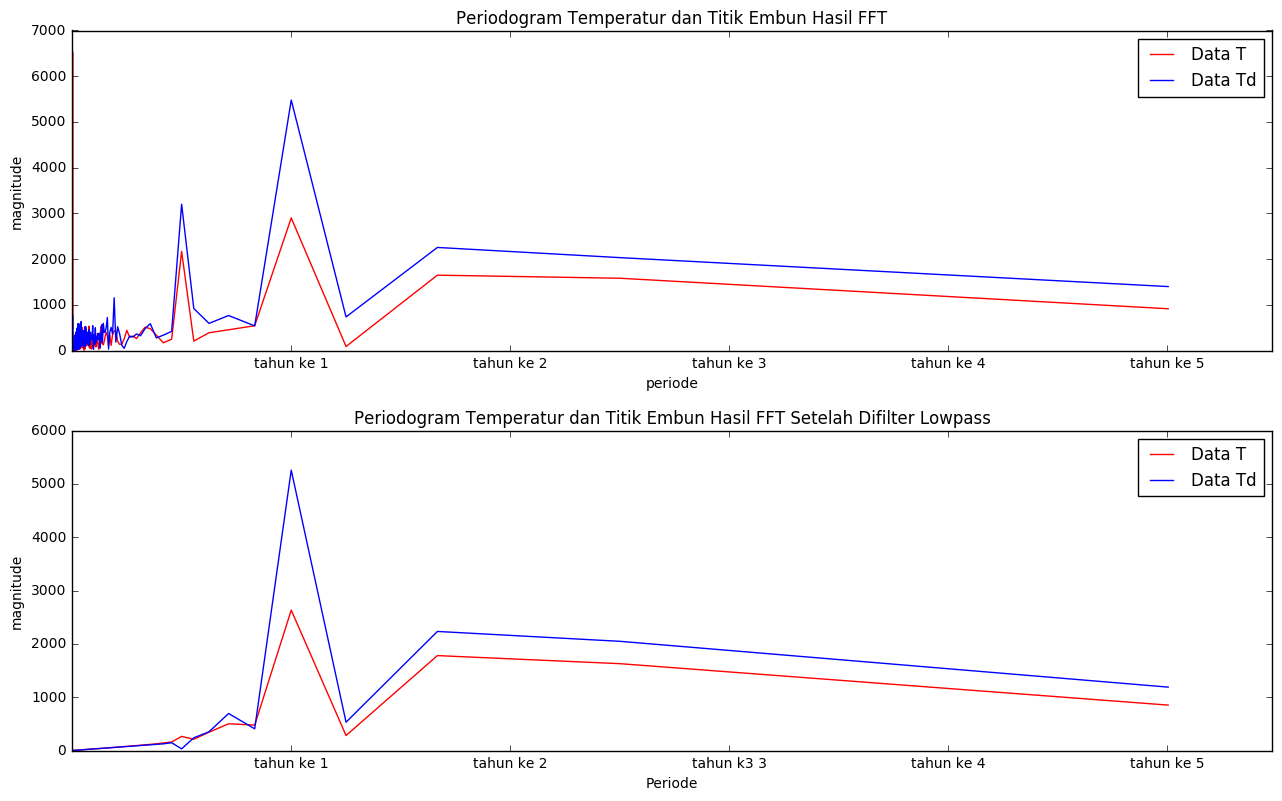 Periodogram Temperatur dan Titik Embun Hasil FFT
7000
6000
5000
4000
3000
2000
1000
0
magnitude
Data T
Data Td
tahun ke 1
tahun ke 2
tahun ke 3
tahun ke 4
tahun ke 5
periode
Periodogram Temperatur dan Titik Embun Hasil FFT Setelah Difilter Lowpass
6000
5000
4000
3000
2000
1000
0
magnitude
Data T
Data Td
tahun ke 1
tahun ke 2
tahun k3 3
tahun ke 4
tahun ke 5
Periode